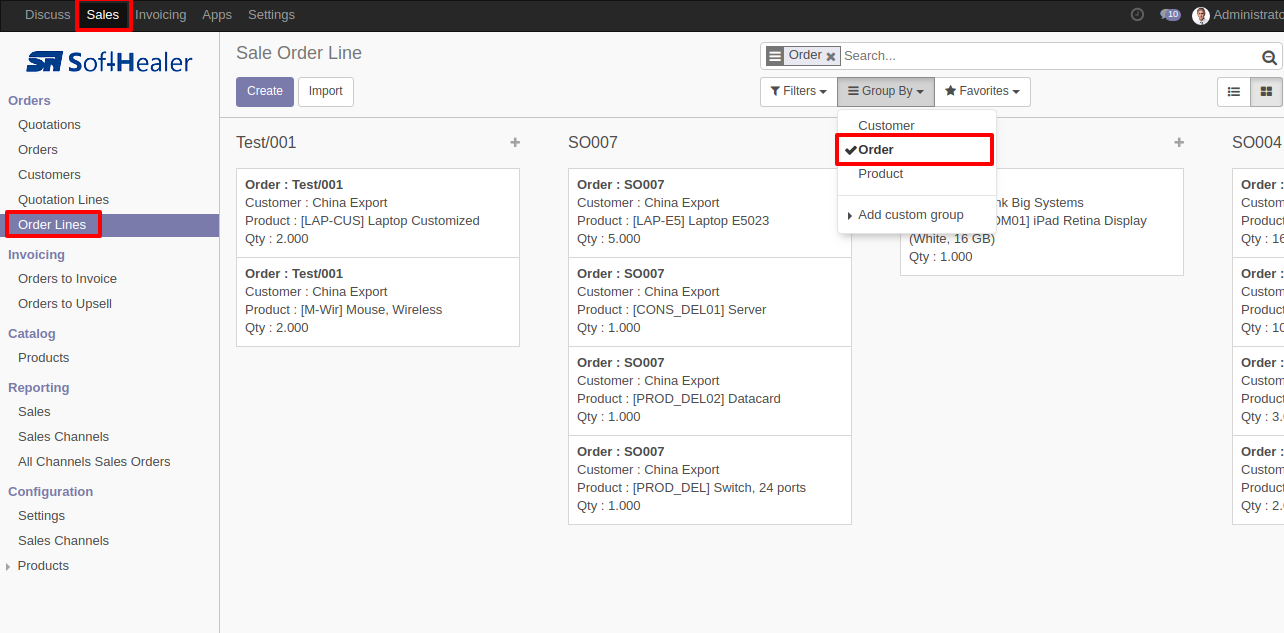 Discuss Sales Invoicing Apps Settings 10 Administrato
SoftHealer
Orders
Quotations
Orders
Customers
Quotation Lines
Order Lines
Invoicing
Orders to Invoice
Orders to Upsell
Catalog
Products
Reporting
Sales
Sales Channels
All Channels Sales Orders
Configuration
Settings
Sales Channels
Products
Sale Order Line
Order Search...
Create Import
Filters Group By Favorites
Customer
Order
Product
Add custom group
Test/001
Order : Test/001
Customer : China Export
Product : [LAP-CUS] Laptop Customized
Qty : 2.000
Order : Test/001
Customer : China Export
Product : [M-Wir] Mouse, Wireless
Qty : 2.000
SO007
Order : SO007
Customer : China Export
Product : [LAP-E5] Laptop E5023
Qty : 5.000
Order : SO007
Customer : China Export
Product : [CONS_DEL01] Server
Qty : 1.000
Order : SO007
Customer : China Export
Product : [PROD_DEL02] Datacard
Qty : 1.000
Order : SO007
Customer : China Export
Product : [PROD_DEL] Switch, 24 ports
Qty : 1.000
nk Big Systems
OM01] iPad Retina Display
(White, 16 GB)
Qty : 1.000
SO004
Order :
Custom
Product
Qty : 16
Order :
Custom
Product
Qty : 10
Order :
Custom
Product
Qty : 3.
Order :
Custom
Product
Qty : 2.